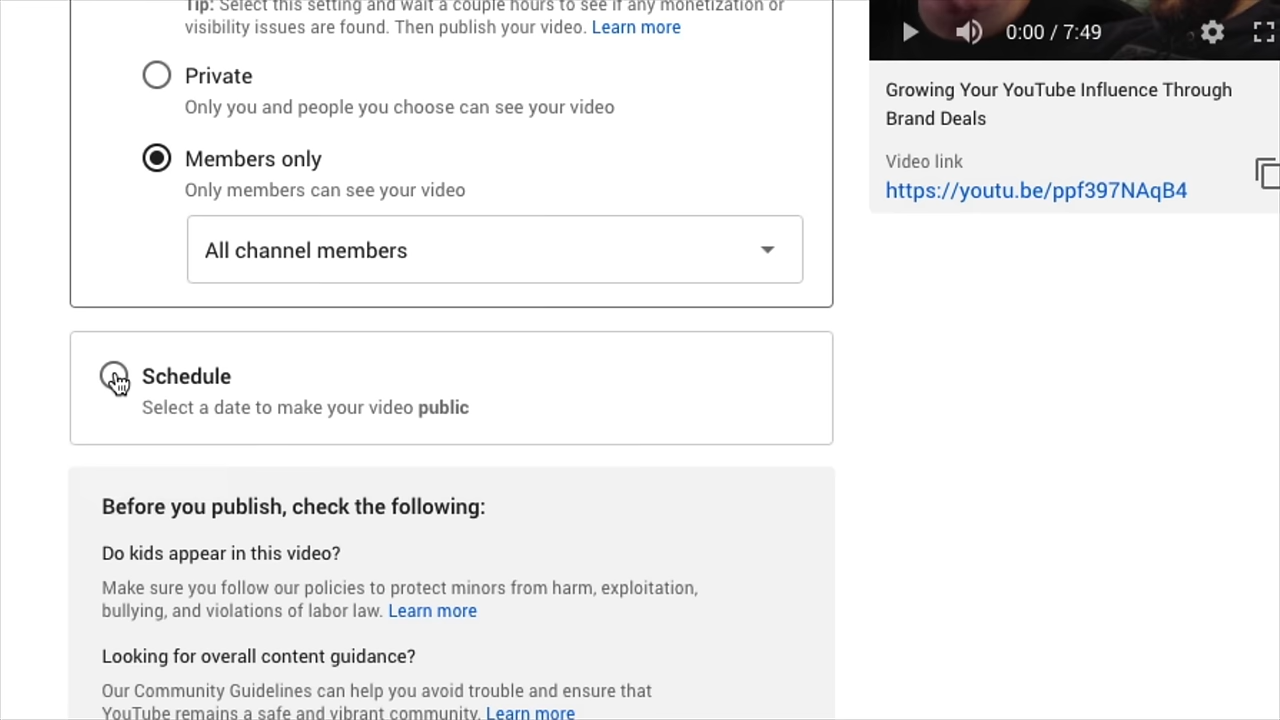 Tip: Select this setting and wait a couple hours to see if any monetization or
visibility issues are found. Then publish your video. Learn more
Private
Only you and people you choose can see your video
Members only
Only members can see your video
All channel members
Schedule
Select a date to make your video public
Before you publish, check the following:
Do kids appear in this video?
Make sure you follow our policies to protect minors from harm, exploitation,
bullying, and violations of labor law. Learn more
Looking for overall content guidance?
Our Community Guidelines can help you avoid trouble and ensure that
YouTube remains a safe and vibrant community. Learn more
0:00 / 7:49
Growing Your YouTube Influence Through
Brand Deals
Video link
https://youtu.be/ppf397NAqB4